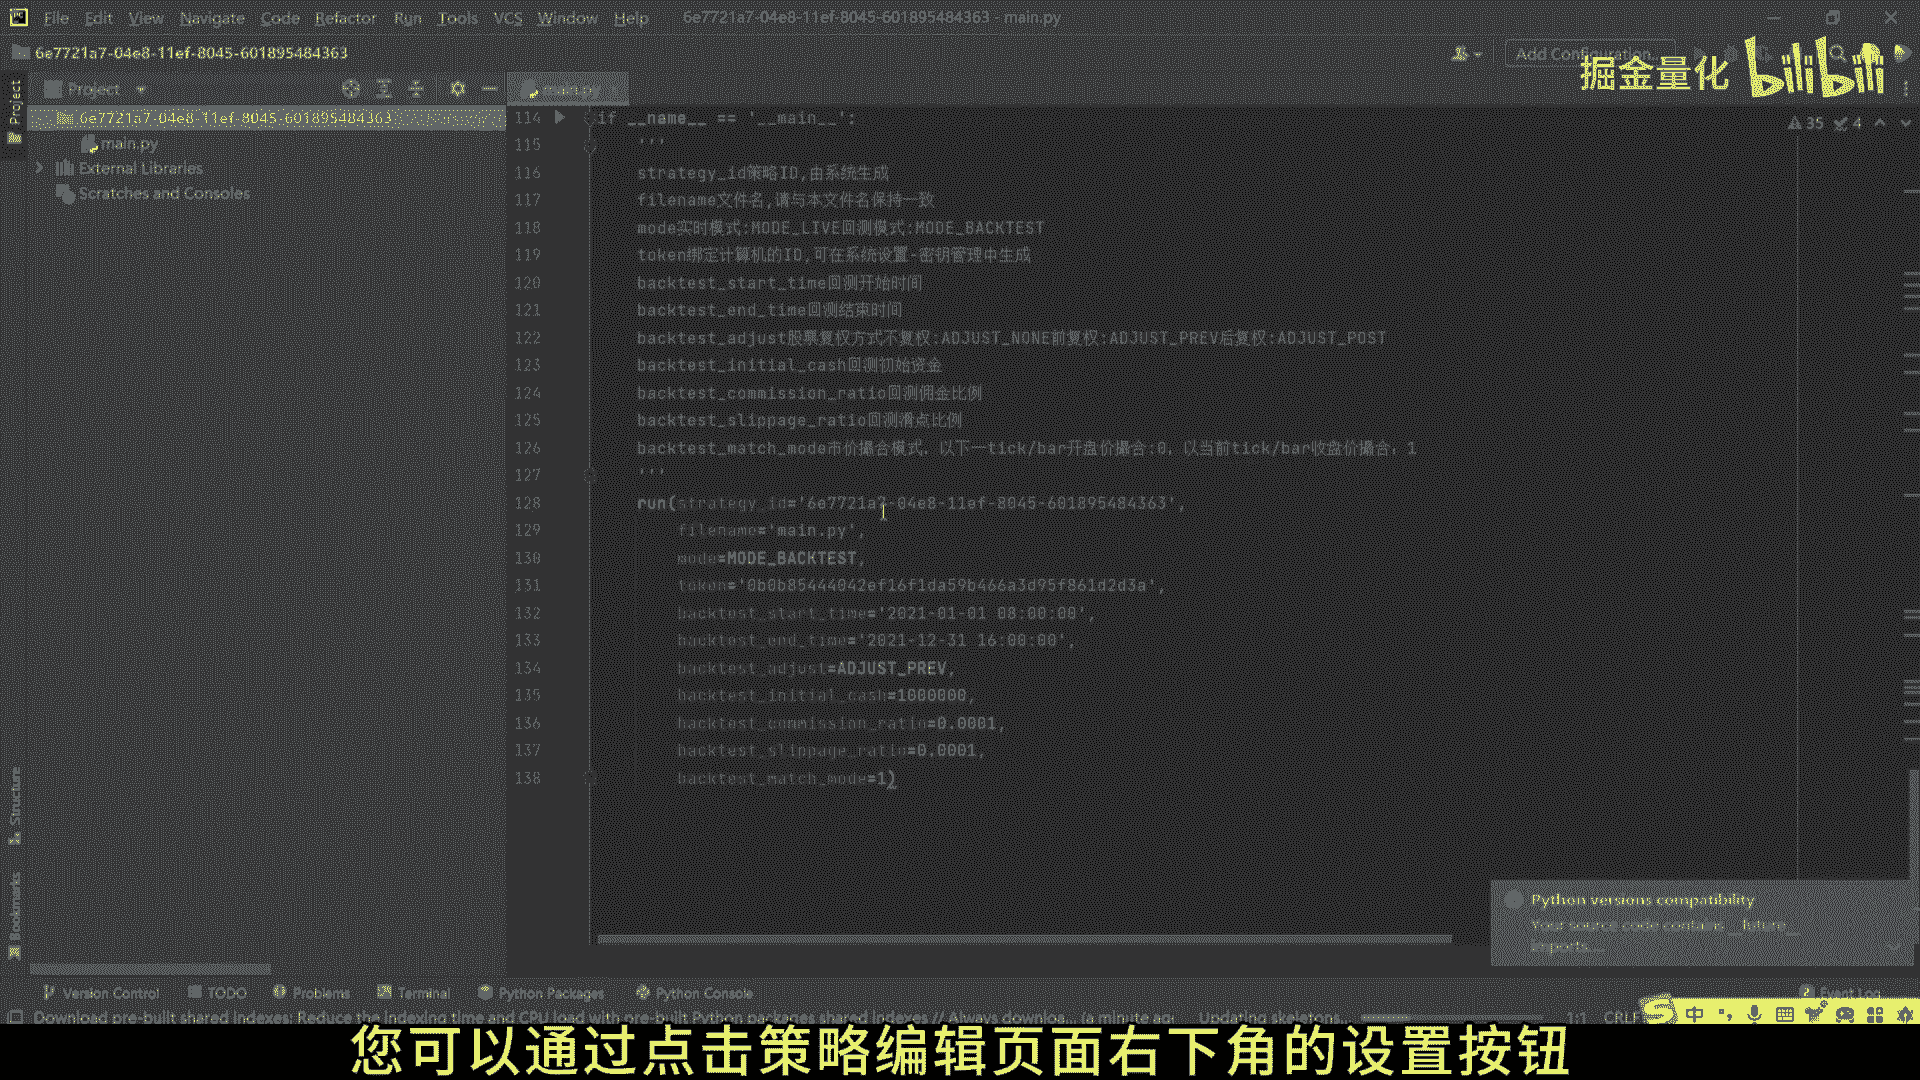 File Edit View Navigate Code Refactor Run Tools VCS Window Help 6e7721a7-04e8-11ef-8045-601895484363 - main.py
6e7721a7-04e8-11ef-8045-601895484363
Add Configuration...
掘金量化 bilibili
Project
Project
main.py
6e7721a7-04e8-11ef-8045-601895484363
main.py
External Libraries
Scratches and Consoles
35 4
114 if __name__ == '__main__':
115 '''
116 strategy_id策略ID,由系统生成
117 filename文件名,请与本文件名保持一致
118 mode实时模式:MODE_LIVE回测模式:MODE_BACKTEST
119 token绑定计算机的ID,可在系统设置-密钥管理中生成
120 backtest_start_time回测开始时间
121 backtest_end_time回测结束时间
122 backtest_adjust股票复权方式不复权:ADJUST_NONE前复权:ADJUST_PREV后复权:ADJUST_POST
123 backtest_initial_cash回测初始资金
124 backtest_commission_ratio回测佣金比例
125 backtest_slippage_ratio回测滑点比例
126 backtest_match_mode市价撮合模式，以下一tick/bar开盘价撮合:0，以当前tick/bar收盘价撮合：1
127 '''
128 run(strategy_id='6e7721a7-04e8-11ef-8045-601895484363',
129 filename='main.py',
130 mode=MODE_BACKTEST,
131 token='0b0b85444042ef16f1da59b466a3d95f861d2d3a',
132 backtest_start_time='2021-01-01 08:00:00',
133 backtest_end_time='2021-12-31 16:00:00',
134 backtest_adjust=ADJUST_PREV,
135 backtest_initial_cash=1000000,
136 backtest_commission_ratio=0.0001,
137 backtest_slippage_ratio=0.0001,
138 backtest_match_mode=1)
Structure
Bookmarks
Python versions compatibility
Your source code contains __future__
imports...
Version Control TODO Problems Terminal Python Packages Python Console
2 Event Log
Download pre-built shared indexes: Reduce the indexing time and CPU load with pre-built Python packages shared indexes // Always downloa... (a minute ago) Updating skeletons... 1:1 CRLF
中
您可以通过点击策略编辑页面右下角的设置按钮